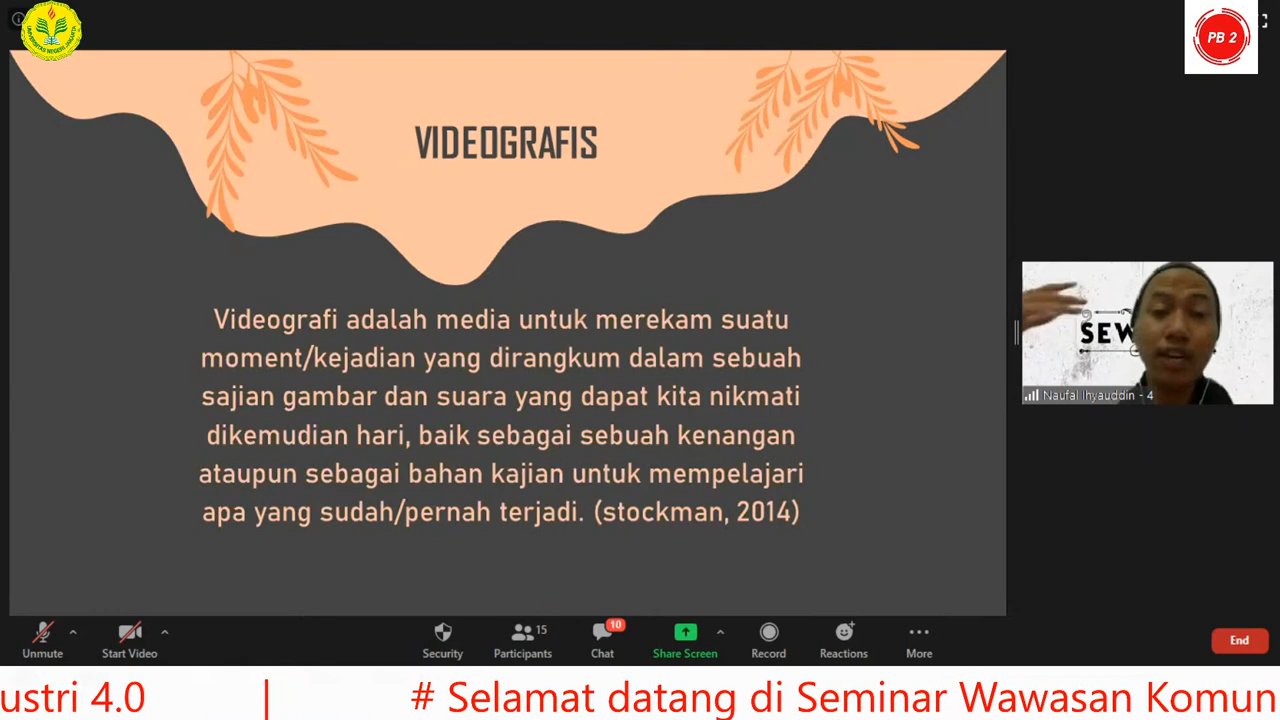 UNIVERSITAS NEGERI JAKARTA
PB 2
VIDEOGRAFIS
Videografi adalah media untuk merekam suatu
moment/kejadian yang dirangkum dalam sebuah
sajian gambar dan suara yang dapat kita nikmati
dikemudian hari, baik sebagai sebuah kenangan
ataupun sebagai bahan kajian untuk mempelajari
apa yang sudah/pernah terjadi. (stockman, 2014)
SEW
Naufal Ihyauddin - 4
Unmute
Start Video
Security
15
Participants
10
Chat
Share Screen
Record
Reactions
More
End
ustri 4.0 | # Selamat datang di Seminar Wawasan Komun